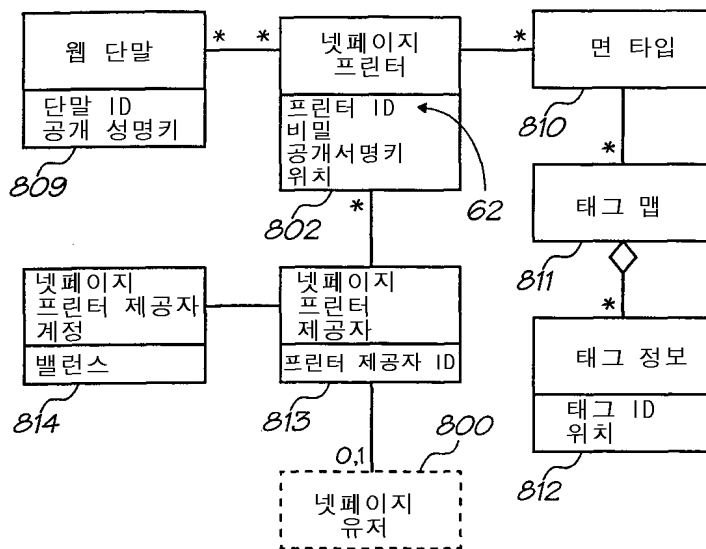 웹 단말
단말 ID
공개 성명키
809
*
*
넷페이지
프린터
프린터 ID
비밀
공개서명키
위치
802
62
*
*
면 타입
810
*
태그 맵
811
*
태그 정보
태그 ID
위치
812
넷페이지
프린터 제공자
계정
밸런스
814
넷페이지
프린터
제공자
프린터 제공자 ID
813
0,1
800
넷페이지
유저